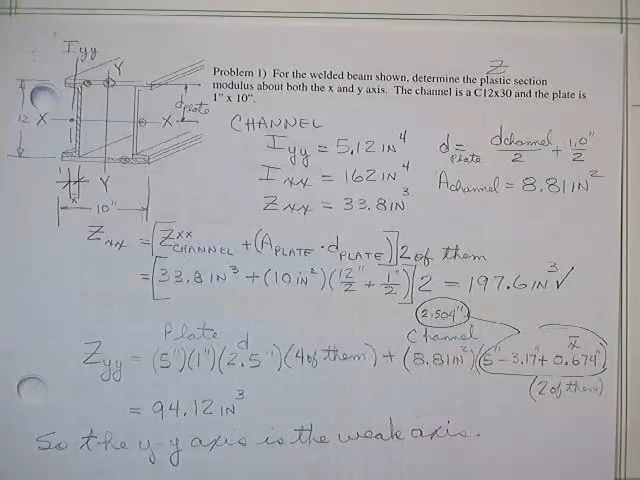 Iyy
Y
Z
Problem 1) For the welded beam shown, determine the plastic section
modulus about both the x and y axis. The channel is a C12x30 and the plate is
1" x 10".
12
X
X
dplate
Y
x̄
10"
CHANNEL
Iyy = 5.12 IN⁴
Ixx = 162 IN⁴
Zxx = 33.8 IN³
dplate = dchannel/2 + 1.0"/2
Achannel = 8.81 IN²
Zxx = [ZxxCHANNEL + (APLATE · dPLATE)] 2 of them
= [33.8 IN³ + (10 in²)(12"/2 + 1"/2)] 2 = 197.6 IN³ ✓
2.504"
Plate
d
Channel
x̄
Zyy = (5")(1")(2.5")(4 of them) + (8.81 IN²)(5" - 3.17" + 0.674")
(2 of them)
= 94.12 IN³
So the y-y axis is the weak axis.